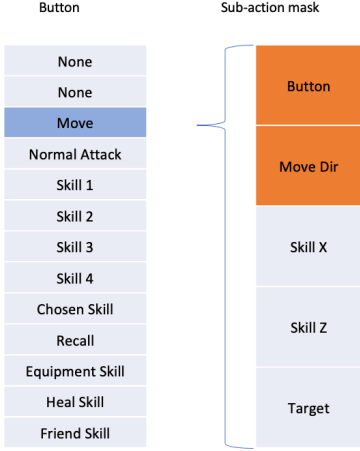 Button
Sub-action mask
None
None
Move
Normal Attack
Skill 1
Skill 2
Skill 3
Skill 4
Chosen Skill
Recall
Equipment Skill
Heal Skill
Friend Skill
Button
Move Dir
Skill X
Skill Z
Target